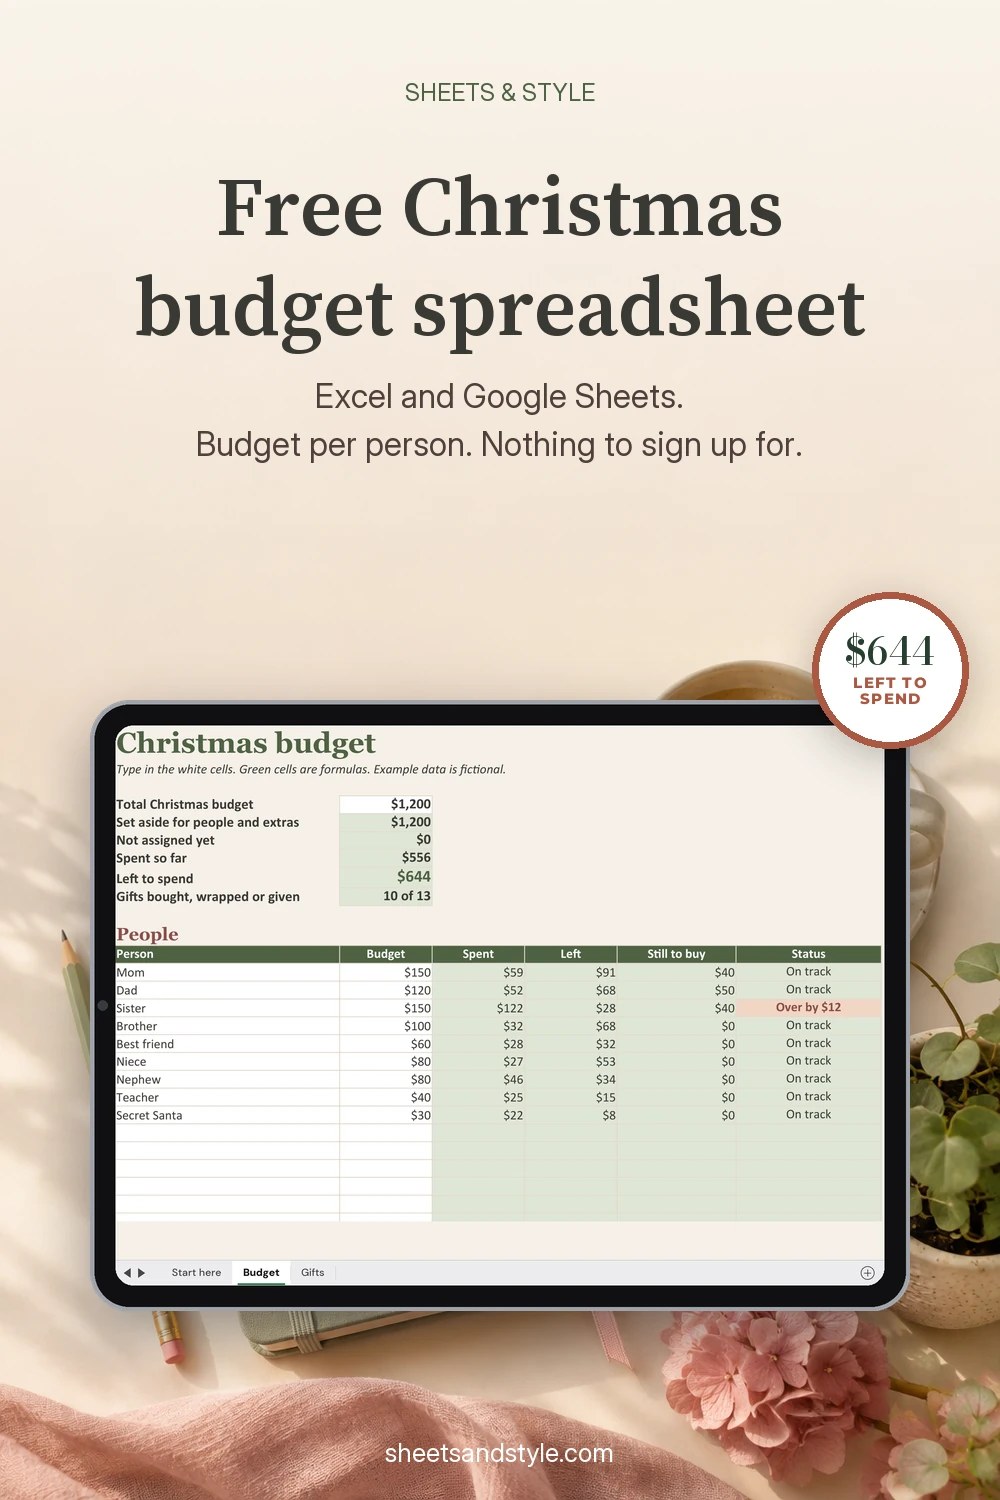 SHEETS & STYLE
Free Christmas
budget spreadsheet
Excel and Google Sheets.
Budget per person. Nothing to sign up for.
$644
LEFT TO
SPEND
Christmas budget
Type in the white cells. Green cells are formulas. Example data is fictional.
Total Christmas budget $1,200
Set aside for people and extras $1,200
Not assigned yet $0
Spent so far $556
Left to spend $644
Gifts bought, wrapped or given 10 of 13
People
Person Budget Spent Left Still to buy Status
Mom $150 $59 $91 $40 On track
Dad $120 $52 $68 $50 On track
Sister $150 $122 $28 $40 Over by $12
Brother $100 $32 $68 $0 On track
Best friend $60 $28 $32 $0 On track
Niece $80 $27 $53 $0 On track
Nephew $80 $46 $34 $0 On track
Teacher $40 $25 $15 $0 On track
Secret Santa $30 $22 $8 $0 On track
Start here Budget Gifts
sheetsandstyle.com